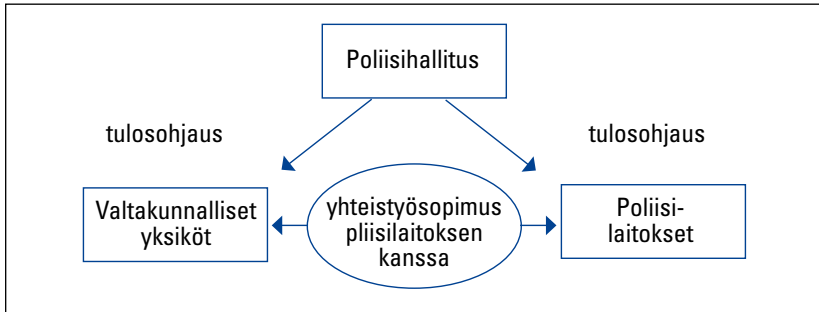 Poliisihallitus
tulosohjaus
tulosohjaus
Valtakunnalliset
yksiköt
yhteistyösopimus
pliisilaitoksen
kanssa
Poliisi-
laitokset